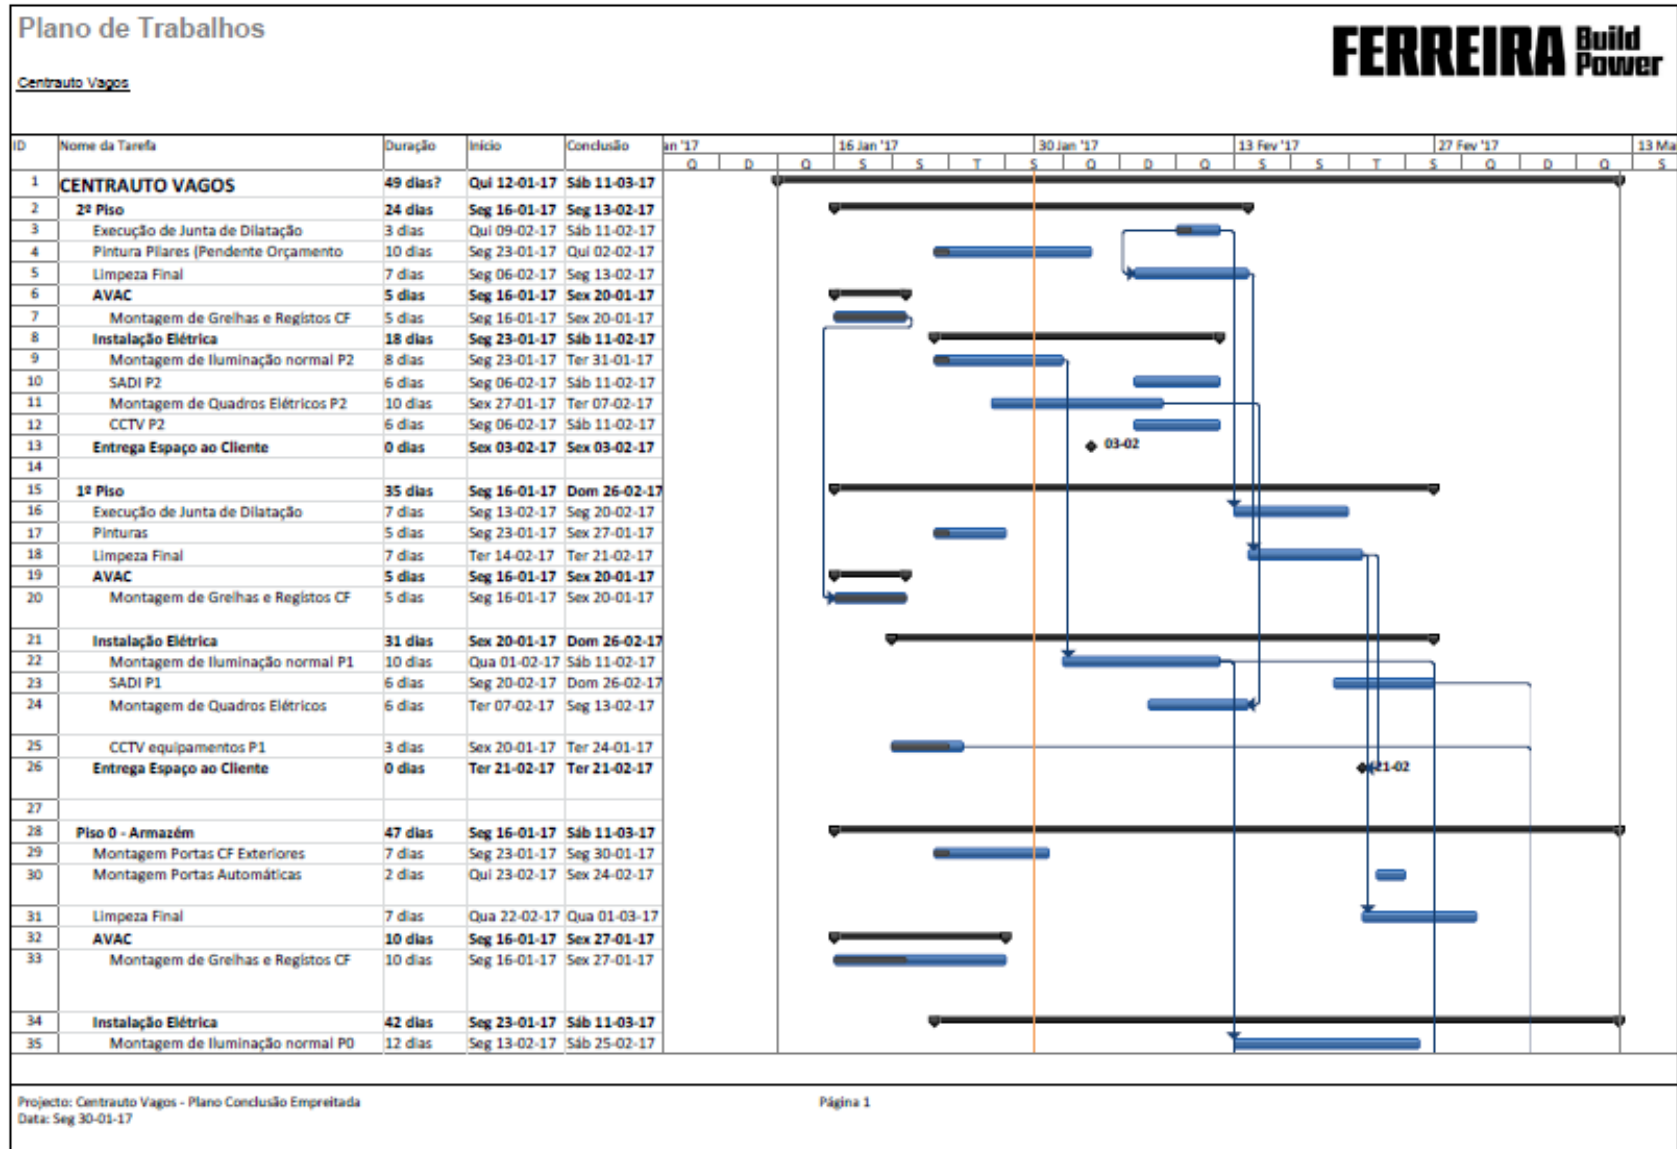 Plano de Trabalhos
FERREIRA Build Power
Centrauto Vagos
ID Nome da Tarefa Duração Início Conclusão an '17 16 Jan '17 30 Jan '17 13 Fev '17 27 Fev '17 13 Ma
Q D Q S S T S Q D Q S S T S Q D Q S
1 CENTRAUTO VAGOS 49 dias? Qui 12-01-17 Sáb 11-03-17
2 2º Piso 24 dias Seg 16-01-17 Seg 13-02-17
3 Execução de Junta de Dilatação 3 dias Qui 09-02-17 Sáb 11-02-17
4 Pintura Pilares (Pendente Orçamento 10 dias Seg 23-01-17 Qui 02-02-17
5 Limpeza Final 7 dias Seg 06-02-17 Seg 13-02-17
6 AVAC 5 dias Seg 16-01-17 Sex 20-01-17
7 Montagem de Grelhas e Registos CF 5 dias Seg 16-01-17 Sex 20-01-17
8 Instalação Elétrica 18 dias Seg 23-01-17 Sáb 11-02-17
9 Montagem de Iluminação normal P2 8 dias Seg 23-01-17 Ter 31-01-17
10 SADI P2 6 dias Seg 06-02-17 Sáb 11-02-17
11 Montagem de Quadros Elétricos P2 10 dias Sex 27-01-17 Ter 07-02-17
12 CCTV P2 6 dias Seg 06-02-17 Sáb 11-02-17
13 Entrega Espaço ao Cliente 0 dias Sex 03-02-17 Sex 03-02-17 03-02
14
15 1º Piso 35 dias Seg 16-01-17 Dom 26-02-17
16 Execução de Junta de Dilatação 7 dias Seg 13-02-17 Seg 20-02-17
17 Pinturas 5 dias Seg 23-01-17 Sex 27-01-17
18 Limpeza Final 7 dias Ter 14-02-17 Ter 21-02-17
19 AVAC 5 dias Seg 16-01-17 Sex 20-01-17
20 Montagem de Grelhas e Registos CF 5 dias Seg 16-01-17 Sex 20-01-17
21 Instalação Elétrica 31 dias Sex 20-01-17 Dom 26-02-17
22 Montagem de Iluminação normal P1 10 dias Qua 01-02-17 Sáb 11-02-17
23 SADI P1 6 dias Seg 20-02-17 Dom 26-02-17
24 Montagem de Quadros Elétricos 6 dias Ter 07-02-17 Seg 13-02-17
25 CCTV equipamentos P1 3 dias Sex 20-01-17 Ter 24-01-17
26 Entrega Espaço ao Cliente 0 dias Ter 21-02-17 Ter 21-02-17 21-02
27
28 Piso 0 - Armazém 47 dias Seg 16-01-17 Sáb 11-03-17
29 Montagem Portas CF Exteriores 7 dias Seg 23-01-17 Seg 30-01-17
30 Montagem Portas Automáticas 2 dias Qui 23-02-17 Sex 24-02-17
31 Limpeza Final 7 dias Qua 22-02-17 Qua 01-03-17
32 AVAC 10 dias Seg 16-01-17 Sex 27-01-17
33 Montagem de Grelhas e Registos CF 10 dias Seg 16-01-17 Sex 27-01-17
34 Instalação Elétrica 42 dias Seg 23-01-17 Sáb 11-03-17
35 Montagem de Iluminação normal P0 12 dias Seg 13-02-17 Sáb 25-02-17
Projecto: Centrauto Vagos - Plano Conclusão Empreitada
Data: Seg 30-01-17
Página 1